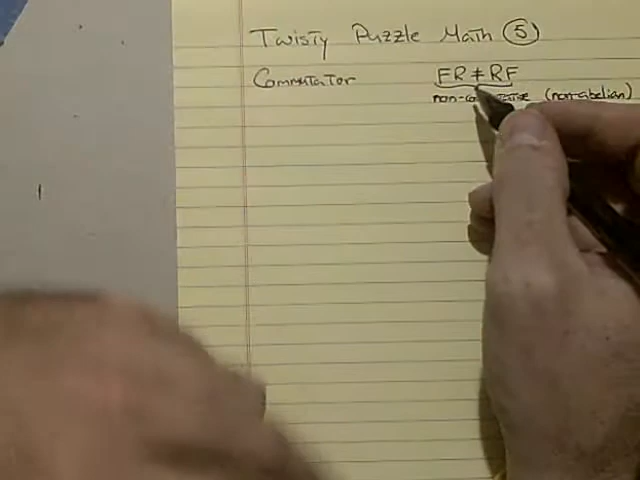 Twisty Puzzle Math 5
Commutator FR ≠ RF
(non-abelian)